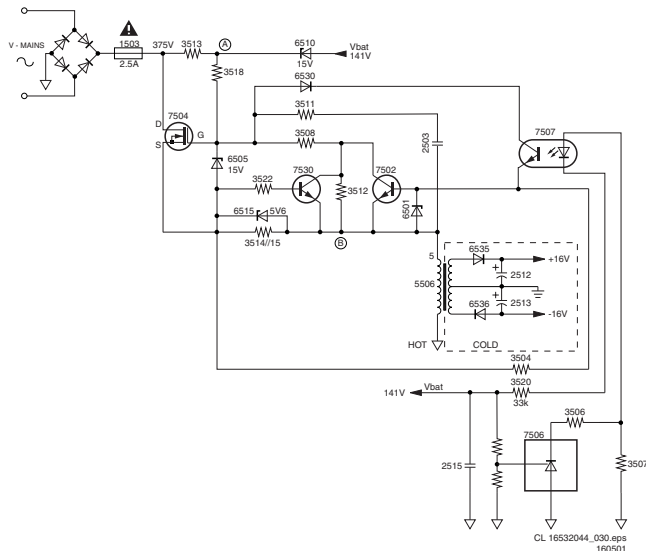 V - MAINS
1503
2.5A
375V
3513
A
6510
15V
Vbat
141V
3518
6530
3511
7504
D
G
S
3508
2503
7507
6505
15V
7530
7502
3522
3512
6501
6515
5V6
3514//15
B
5
5506
6535
+16V
2512
2513
6536
-16V
HOT
COLD
3504
141V
Vbat
3520
33k
3506
7506
2515
3507
CL 16532044_030.eps
160501